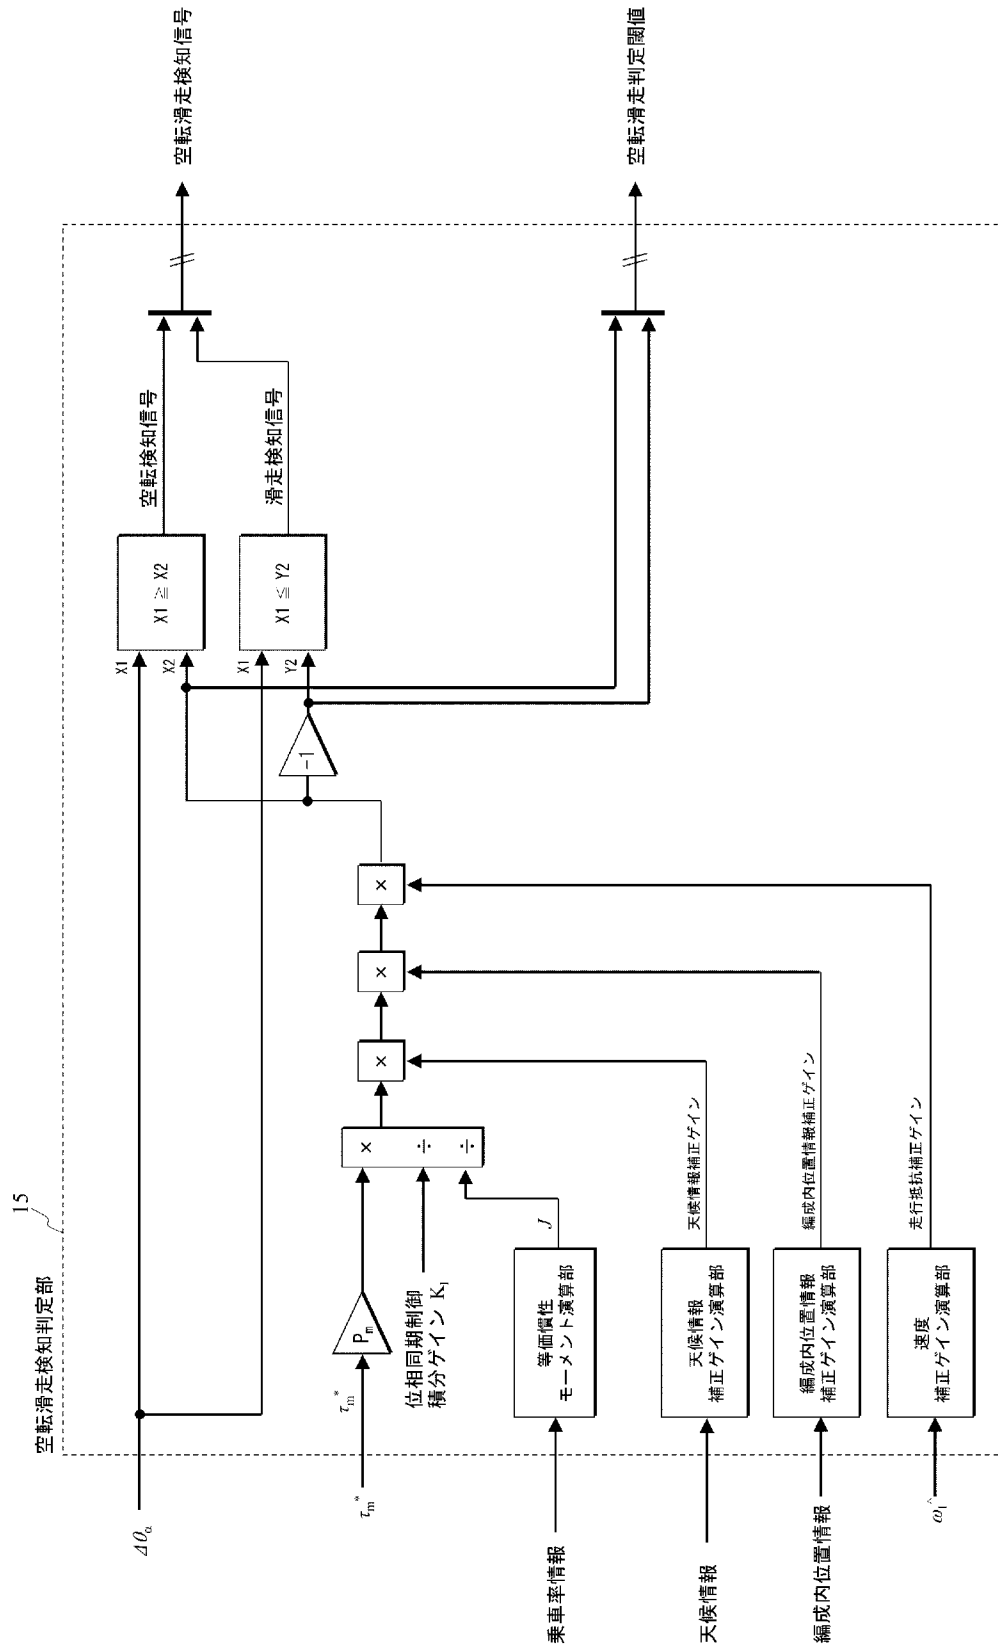 空転滑走検知判定部
15
Δθα
τm*
τm*
Pm
位相同期制御
積分ゲイン KI
乗車率情報
等価慣性
モーメント演算部
J
天候情報
天候情報
補正ゲイン演算部
天候情報補正ゲイン
編成内位置情報
編成内位置情報
補正ゲイン演算部
編成内位置情報補正ゲイン
ω1^
速度
補正ゲイン演算部
走行抵抗補正ゲイン
×
÷
÷
×
×
×
-1
X1
X2
X1 ≧ X2
空転検知信号
X1
Y2
X1 ≦ Y2
滑走検知信号
空転滑走検知信号
空転滑走判定閾値